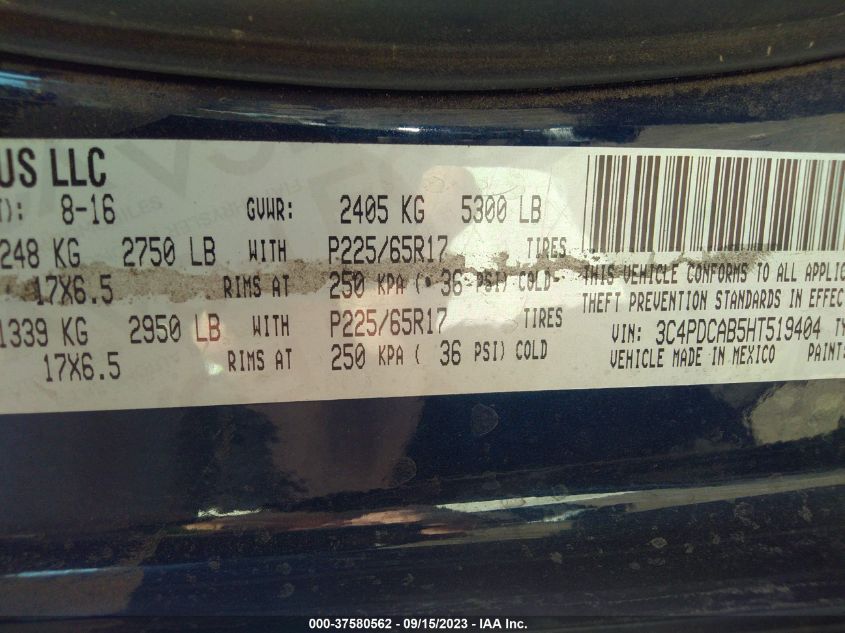 US LLC
T): 8-16 GVWR: 2405 KG 5300 LB
248 KG 2750 LB WITH P225/65R17 TIRES
17X6.5 RIMS AT 250 KPA ( 36 PSI) COLD
1339 KG 2950 LB WITH P225/65R17 TIRES
17X6.5 RIMS AT 250 KPA ( 36 PSI) COLD
THIS VEHICLE CONFORMS TO ALL APPLIC
THEFT PREVENTION STANDARDS IN EFFEC
VIN: 3C4PDCAB5HT519404 TY
VEHICLE MADE IN MEXICO PAINT:
000-37580562 - 09/15/2023 - IAA Inc.